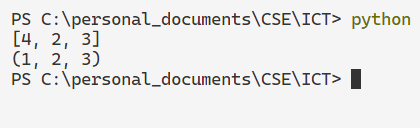 PS C:\personal_documents\CSE\ICT> python
[4, 2, 3]
(1, 2, 3)
PS C:\personal_documents\CSE\ICT>